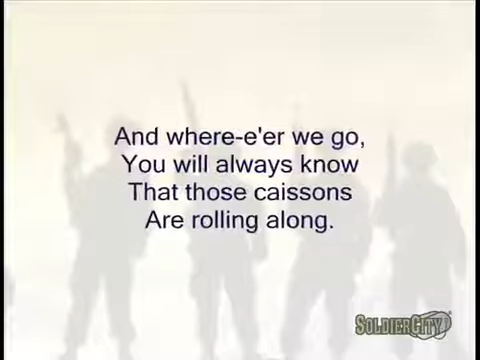 And where-e'er we go,
You will always know
That those caissons
Are rolling along.
SOLDIERCITY